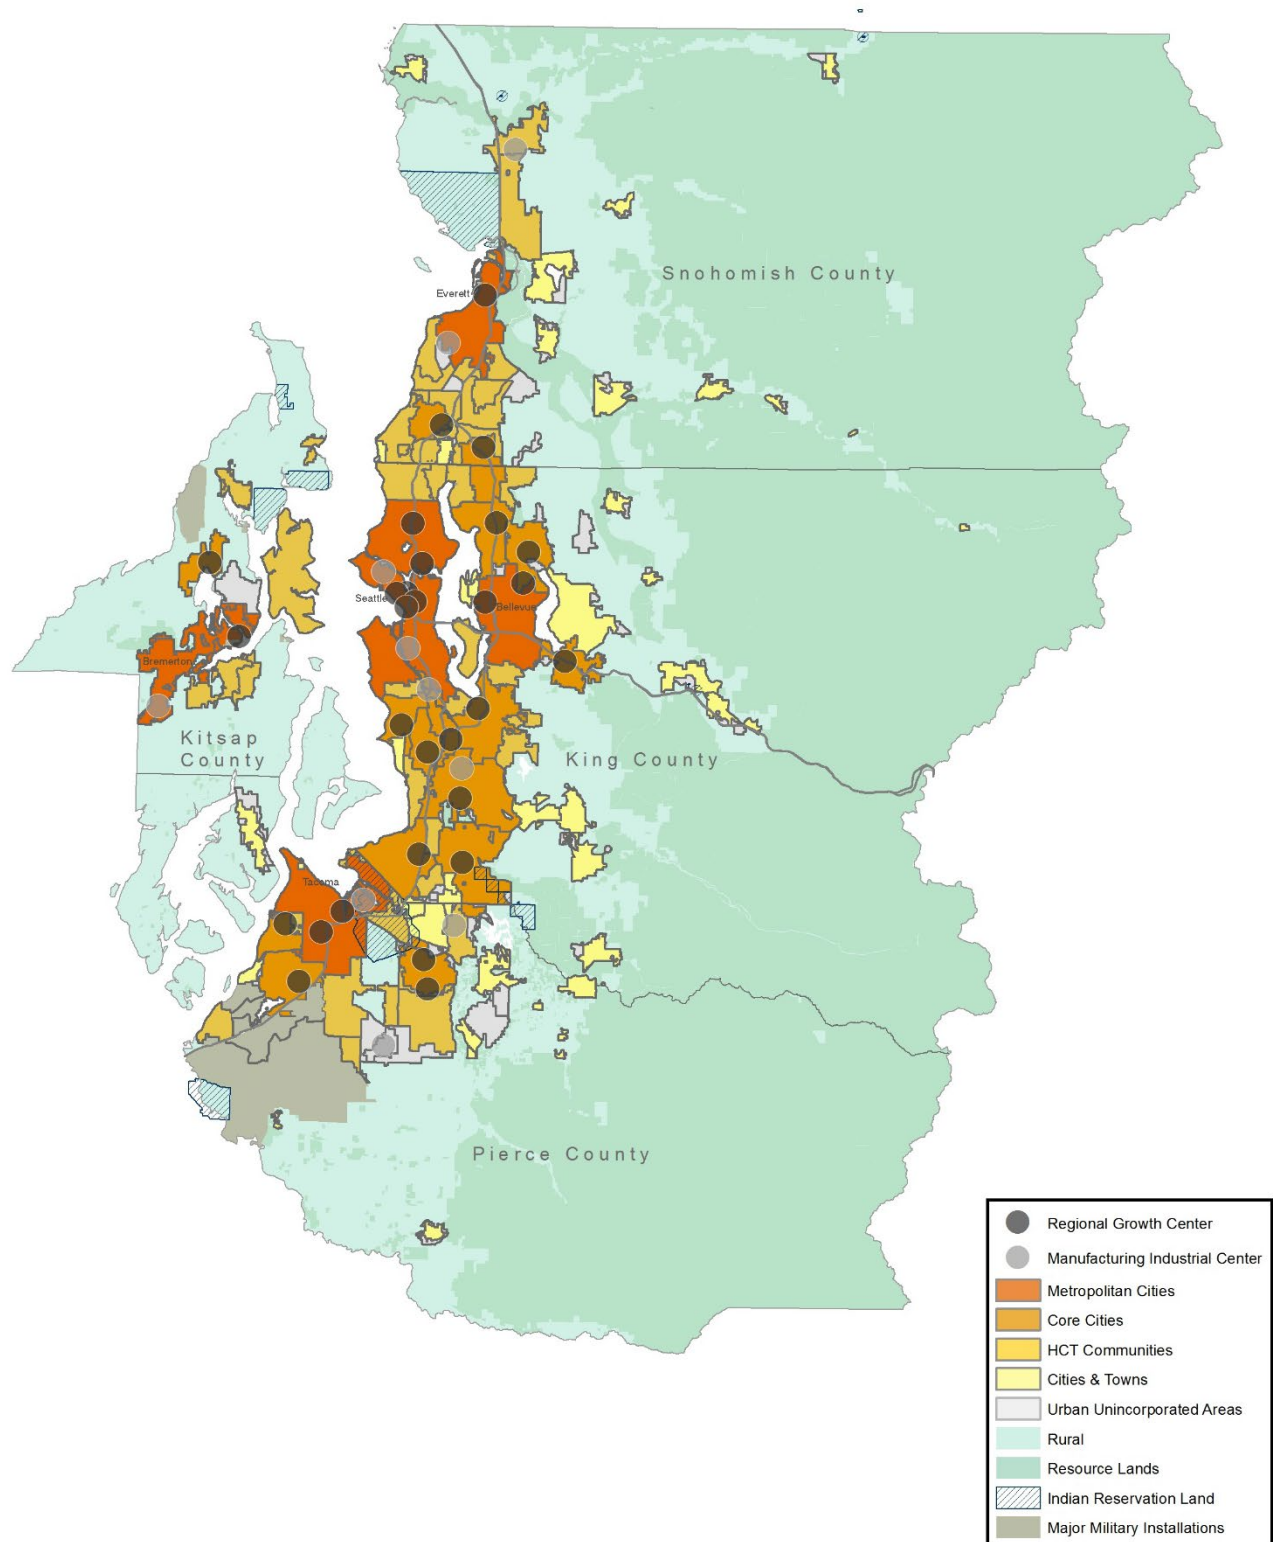 Snohomish County
Everett
Seattle
Bellevue
Bremerton
Kitsap
County
King County
Tacoma
Pierce County
Regional Growth Center
Manufacturing Industrial Center
Metropolitan Cities
Core Cities
HCT Communities
Cities & Towns
Urban Unincorporated Areas
Rural
Resource Lands
Indian Reservation Land
Major Military Installations